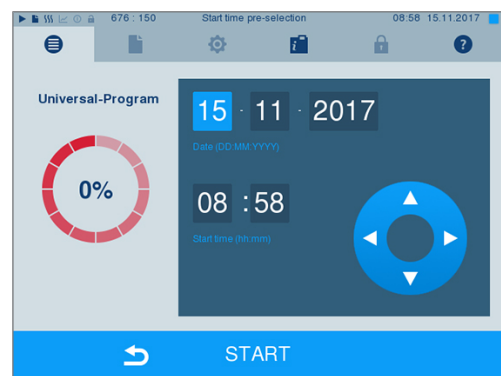 676 : 150 Start time pre-selection 08:58 15.11.2017
i ?
Universal-Program
15 · 11 · 2017
Date (DD:MM:YYYY)
0%
08 :58
Start time (hh:mm)
START